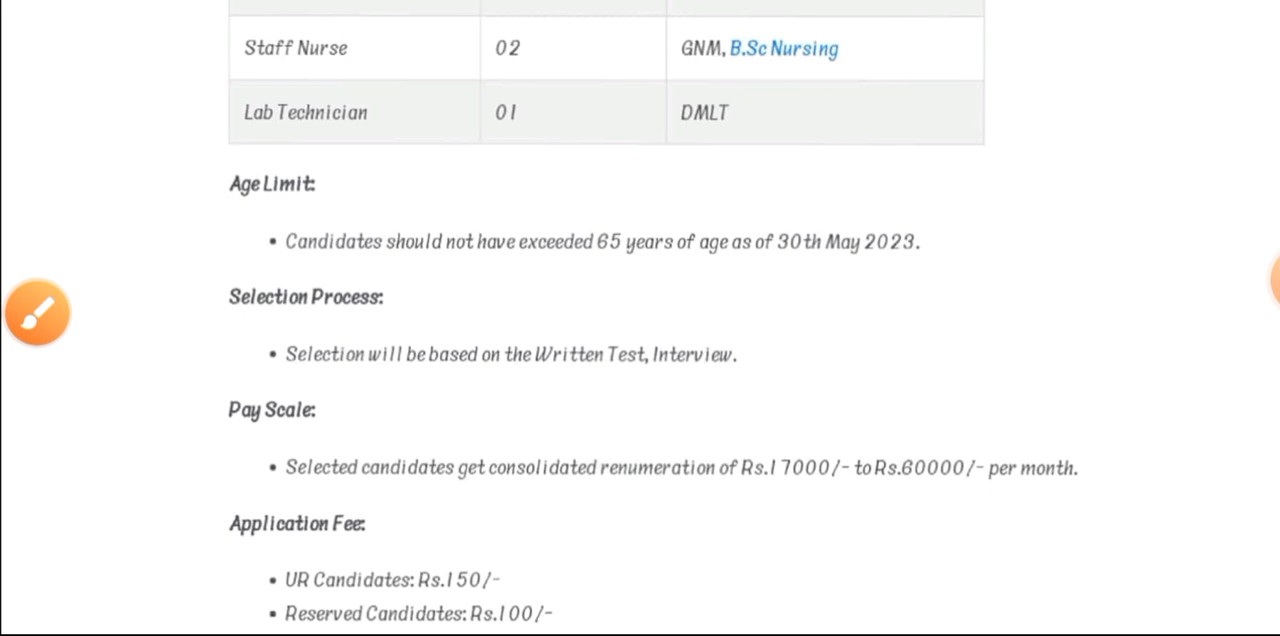 Staff Nurse 02 GNM, B.Sc Nursing
Lab Technician 01 DMLT
Age Limit:
• Candidates should not have exceeded 65 years of age as of 30th May 2023.
Selection Process:
• Selection will be based on the Written Test, Interview.
Pay Scale:
• Selected candidates get consolidated renumeration of Rs.17000/- to Rs.60000/- per month.
Application Fee:
• UR Candidates: Rs.150/-
• Reserved Candidates: Rs.100/-